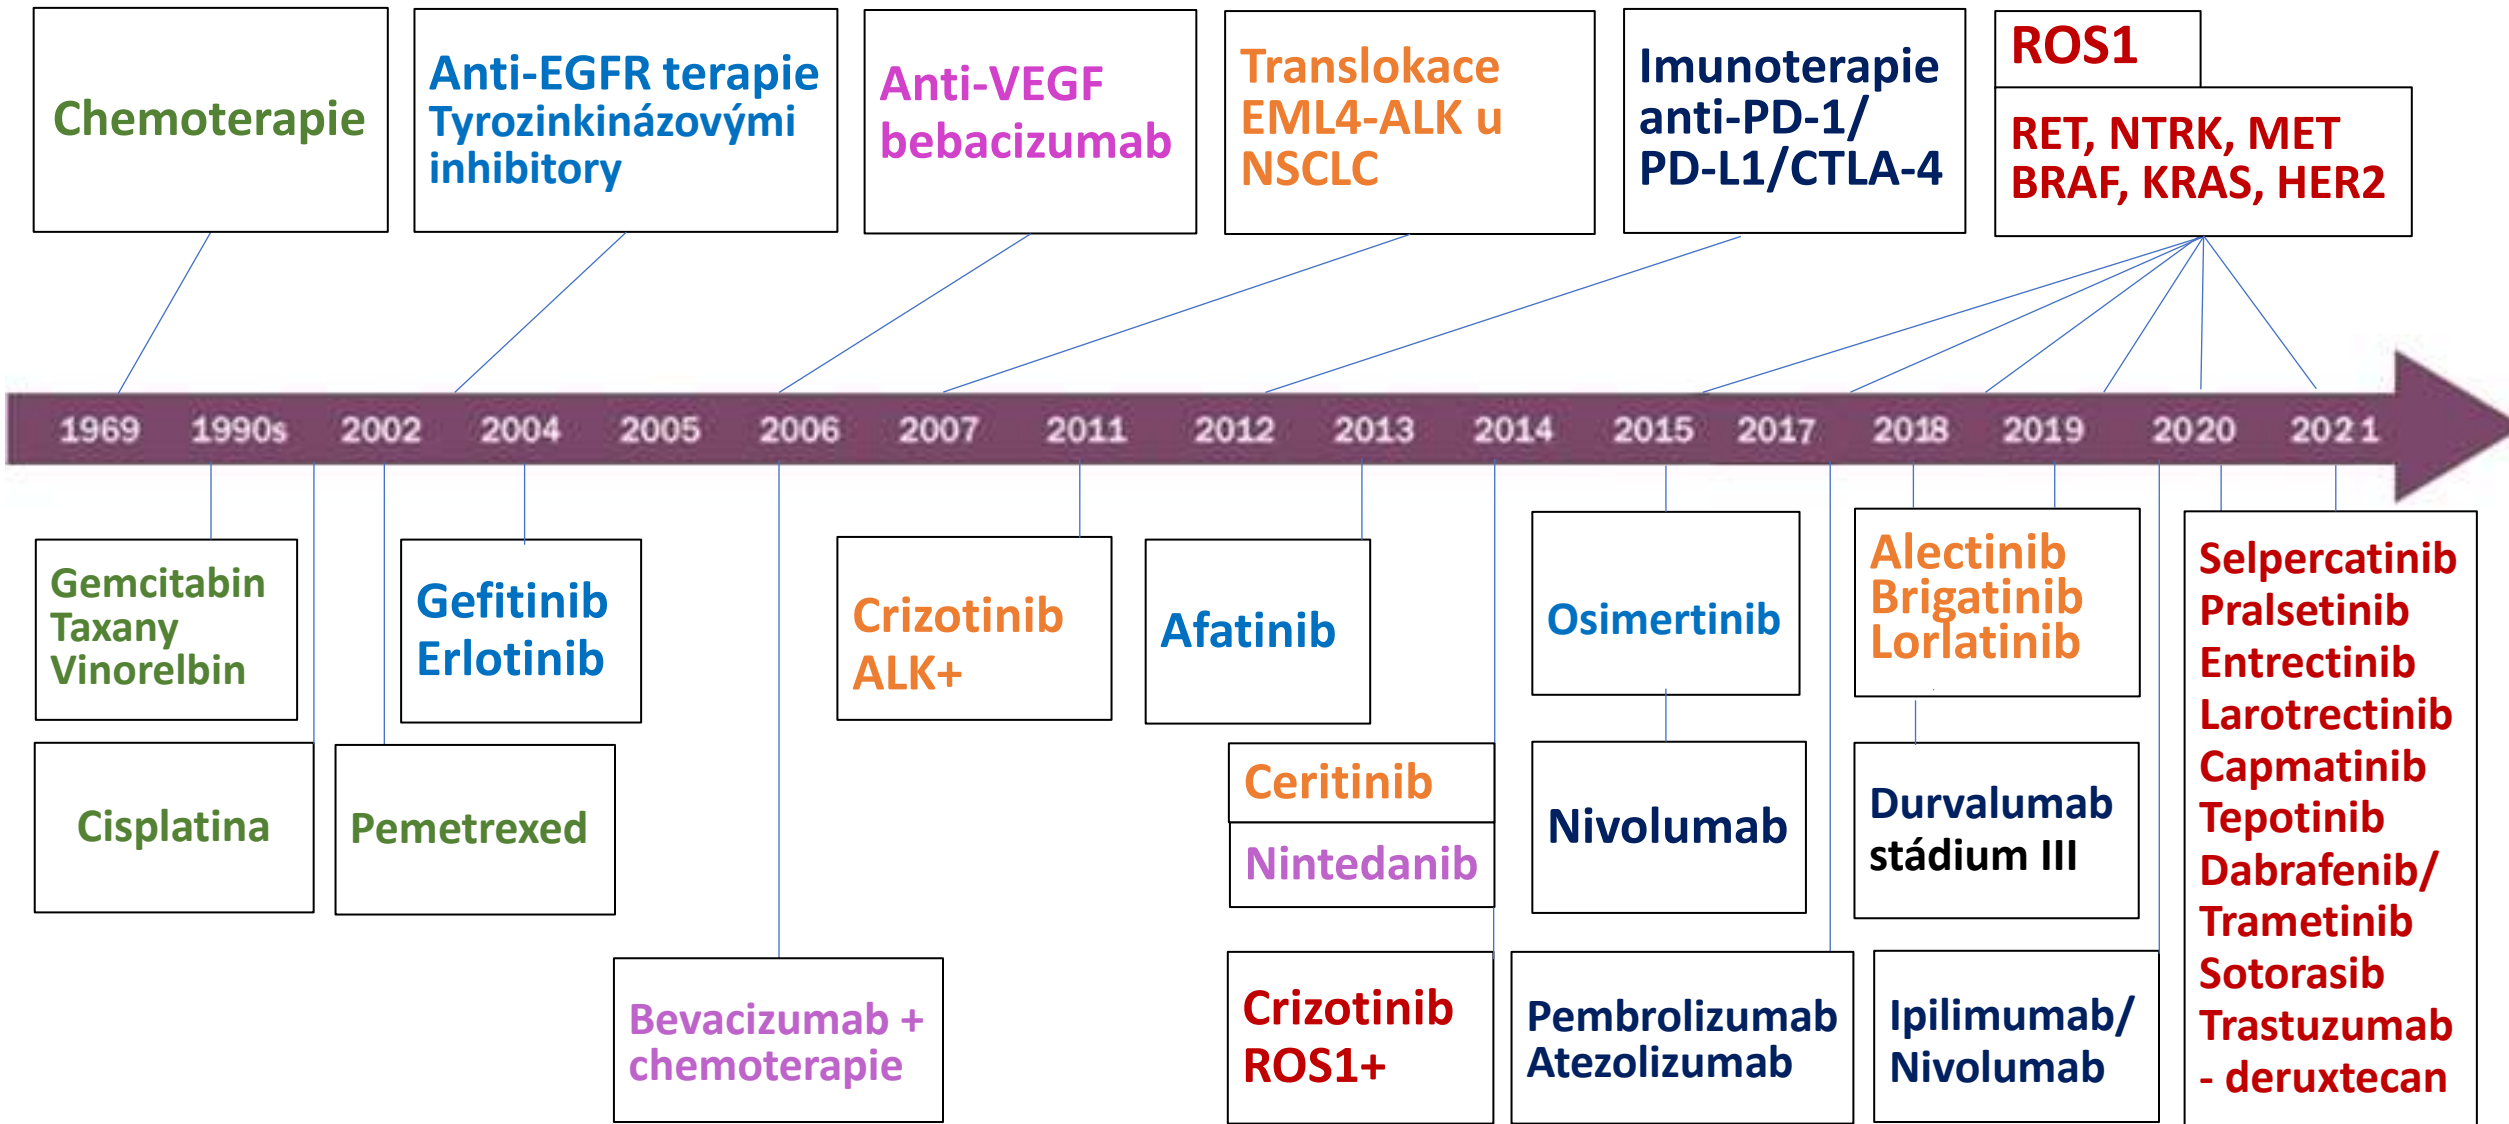 Chemoterapie
Anti-EGFR terapie
Tyrozinkinázovými
inhibitory
Anti-VEGF
bebacizumab
Translokace
EML4-ALK u
NSCLC
Imunoterapie
anti-PD-1/
PD-L1/CTLA-4
ROS1
RET, NTRK, MET
BRAF, KRAS, HER2
1969 1990s 2002 2004 2005 2006 2007 2011 2012 2013 2014 2015 2017 2018 2019 2020 2021
Gemcitabin
Taxany
Vinorelbin
Gefitinib
Erlotinib
Crizotinib
ALK+
Afatinib
Osimertinib
Alectinib
Brigatinib
Lorlatinib
Cisplatina
Pemetrexed
Ceritinib
Nintedanib
Nivolumab
Durvalumab
stádium III
Bevacizumab +
chemoterapie
Crizotinib
ROS1+
Pembrolizumab
Atezolizumab
Ipilimumab/
Nivolumab
Selpercatinib
Pralsetinib
Entrectinib
Larotrectinib
Capmatinib
Tepotinib
Dabrafenib/
Trametinib
Sotorasib
Trastuzumab
- deruxtecan